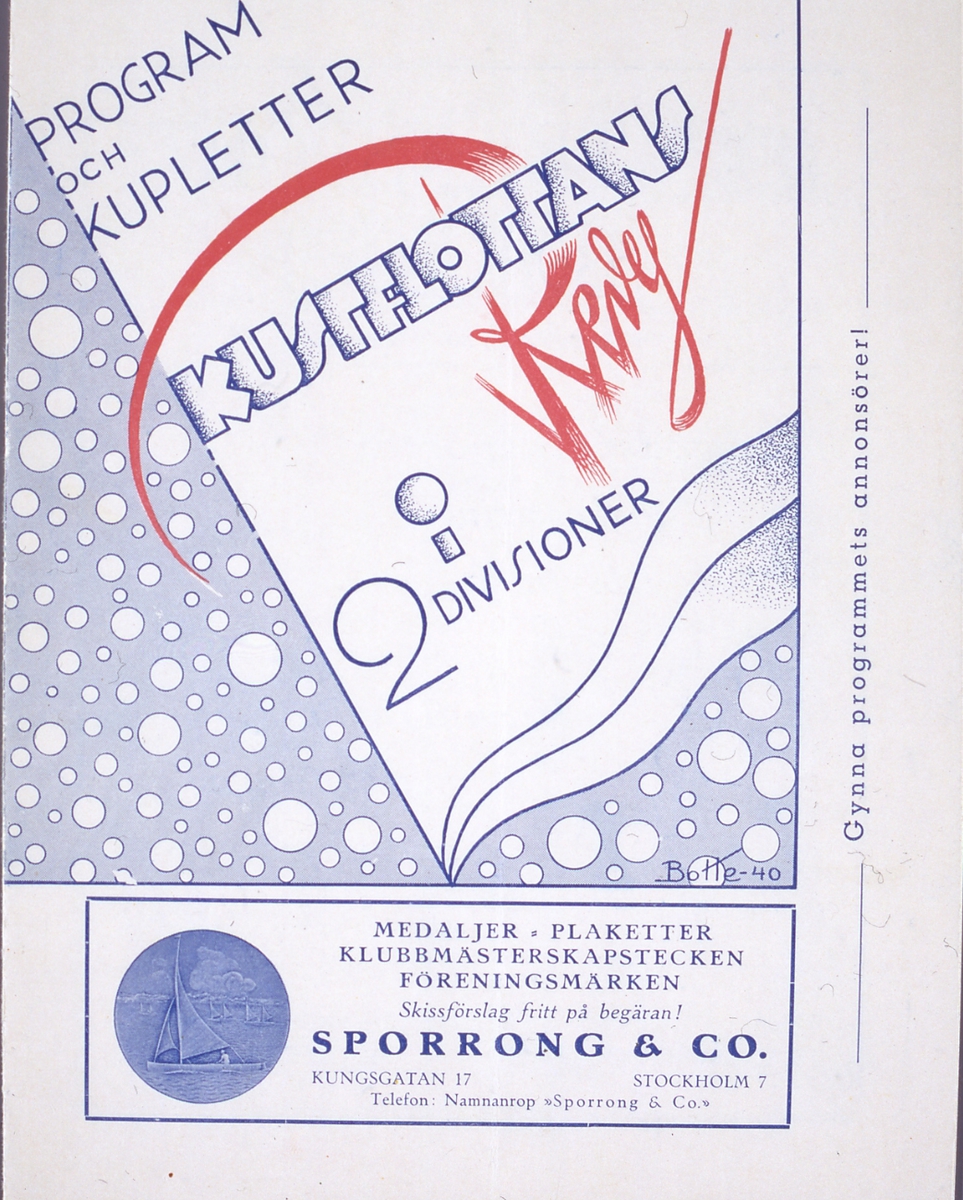 PROGRAM
OCH
KUPLETTER
KUSTFLOTTANS
Krvy
i
2 DIVISIONER
Botte-40
Gynna programmets annonsörer!
MEDALJER - PLAKETTER
KLUBBMÄSTERSKAPSTECKEN
FÖRENINGSMÄRKEN
Skissförslag fritt på begäran!
SPORRONG & CO.
KUNGSGATAN 17 STOCKHOLM 7
Telefon: Namnanrop »Sporrong & Co.»